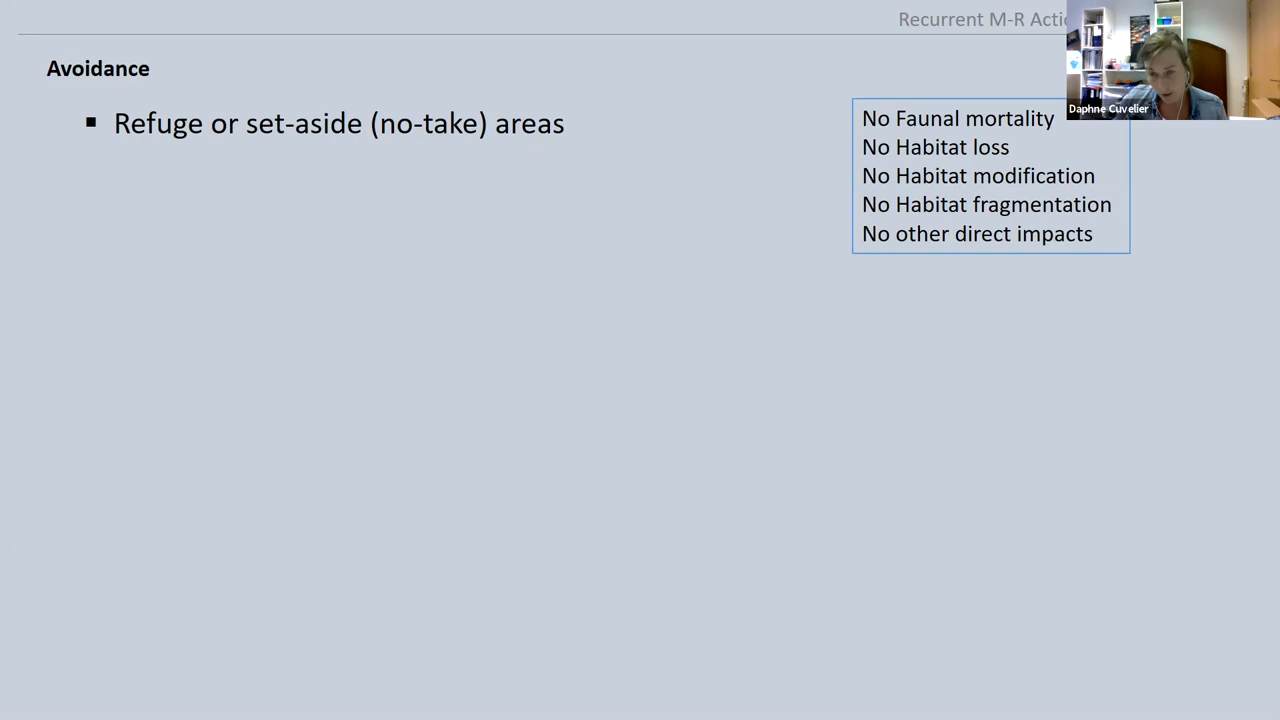 Recurrent M-R
Daphne Cuvelier
Avoidance
▪ Refuge or set-aside (no-take) areas
No Faunal mortality
No Habitat loss
No Habitat modification
No Habitat fragmentation
No other direct impacts